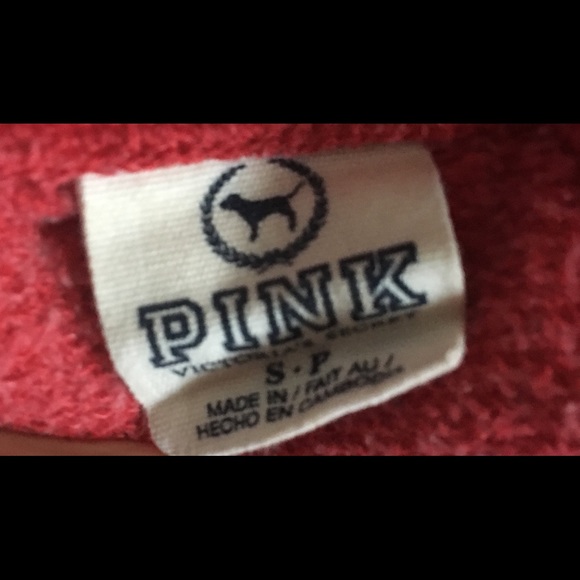 PINK
VICTORIA'S SECRET
S • P
MADE IN / FAIT AU /
HECHO EN CAMBODIA